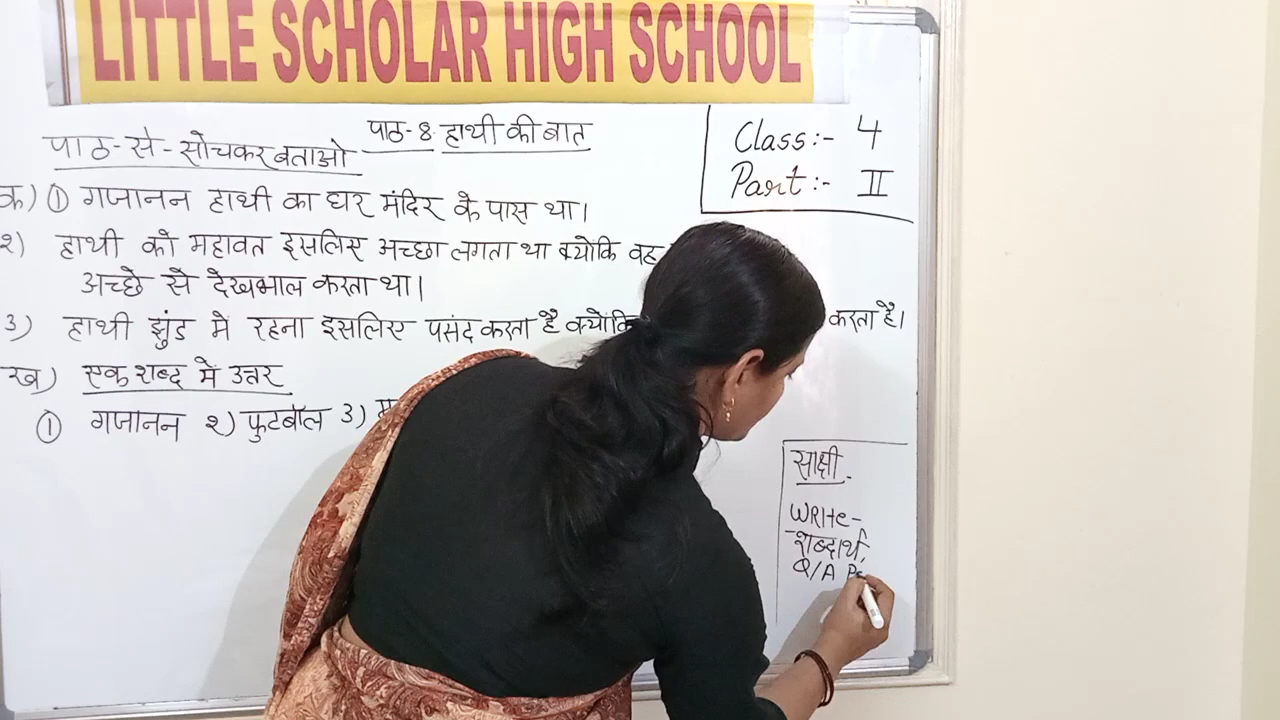 LITTLE SCHOLAR HIGH SCHOOL
पाठ-8 हाथी की बात
Class:- 4
Part:- II
पाठ-से-सोचकर बताओ
क) ① गजानन हाथी का घर मंदिर के पास था।
२) हाथी को महावत इसलिए अच्छा लगता था क्योकि वह
अच्छे से देखभाल करता था।
3) हाथी झुंड मे रहना इसलिए पसंद करता है क्योकि करता है।
ख) एक शब्द मे उत्तर
① गजानन २) फुटबॉल 3)
साक्षी.
WRIte-
शब्दार्थ,
Q/A